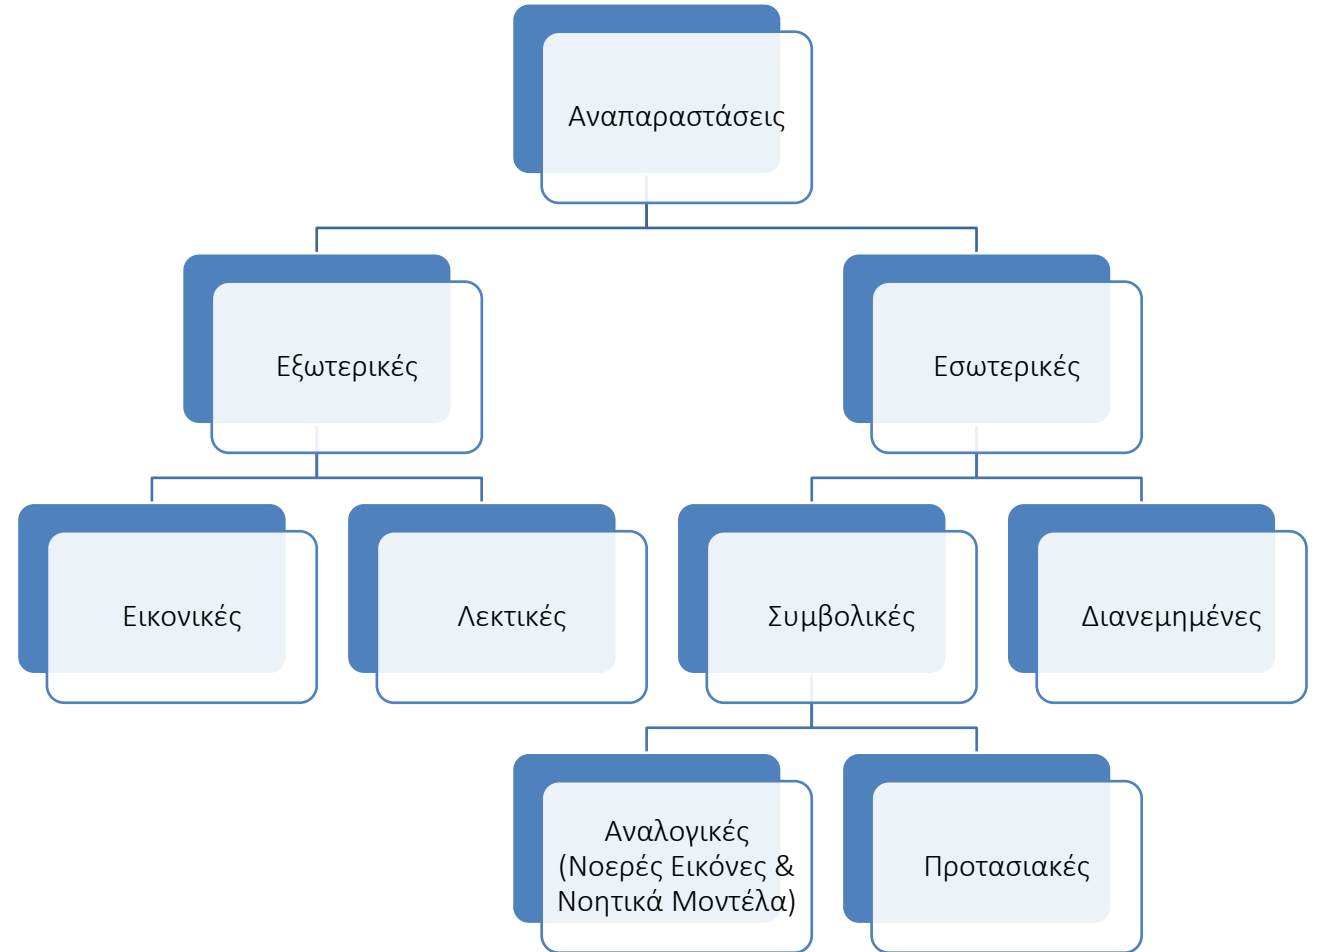 Αναπαραστάσεις
Εξωτερικές
Εσωτερικές
Εικονικές
Λεκτικές
Συμβολικές
Διανεμημένες
Αναλογικές
(Νοερές Εικόνες &
Νοητικά Μοντέλα)
Προτασιακές